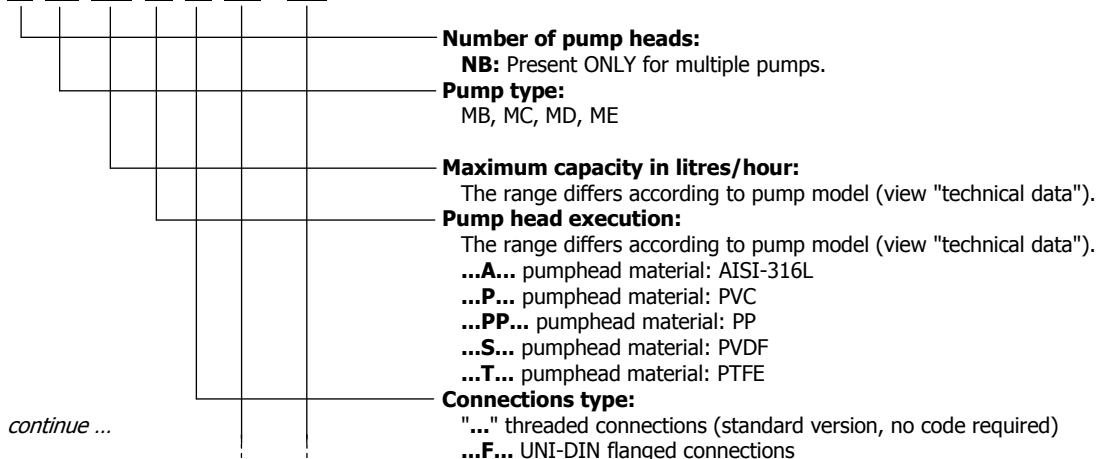 Number of pump heads:
NB: Present ONLY for multiple pumps.
Pump type:
MB, MC, MD, ME
Maximum capacity in litres/hour:
The range differs according to pump model (view "technical data").
Pump head execution:
The range differs according to pump model (view "technical data").
...A... pumphead material: AISI-316L
...P... pumphead material: PVC
...PP... pumphead material: PP
...S... pumphead material: PVDF
...T... pumphead material: PTFE
Connections type:
"..." threaded connections (standard version, no code required)
...F... UNI-DIN flanged connections
continue ...